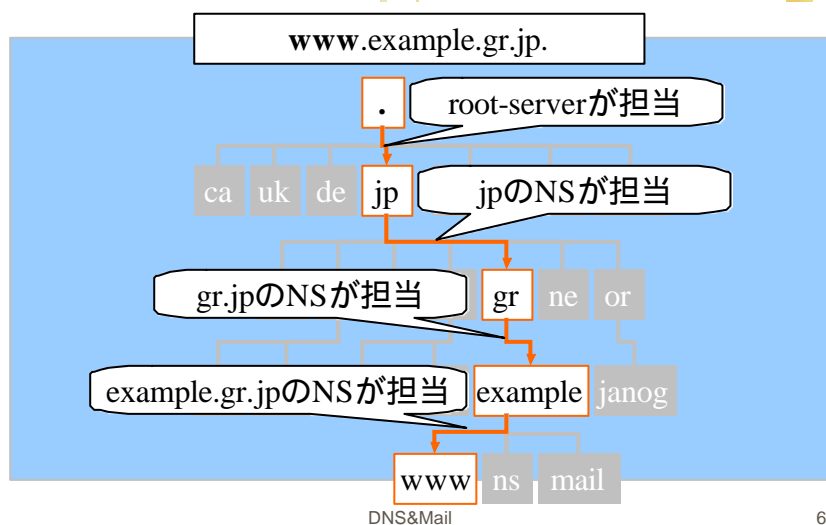 www.example.gr.jp.
. root-serverが担当
ca uk de jp jpのNSが担当
gr.jpのNSが担当 gr ne or
example.gr.jpのNSが担当 example janog
www ns mail
DNS&Mail 6